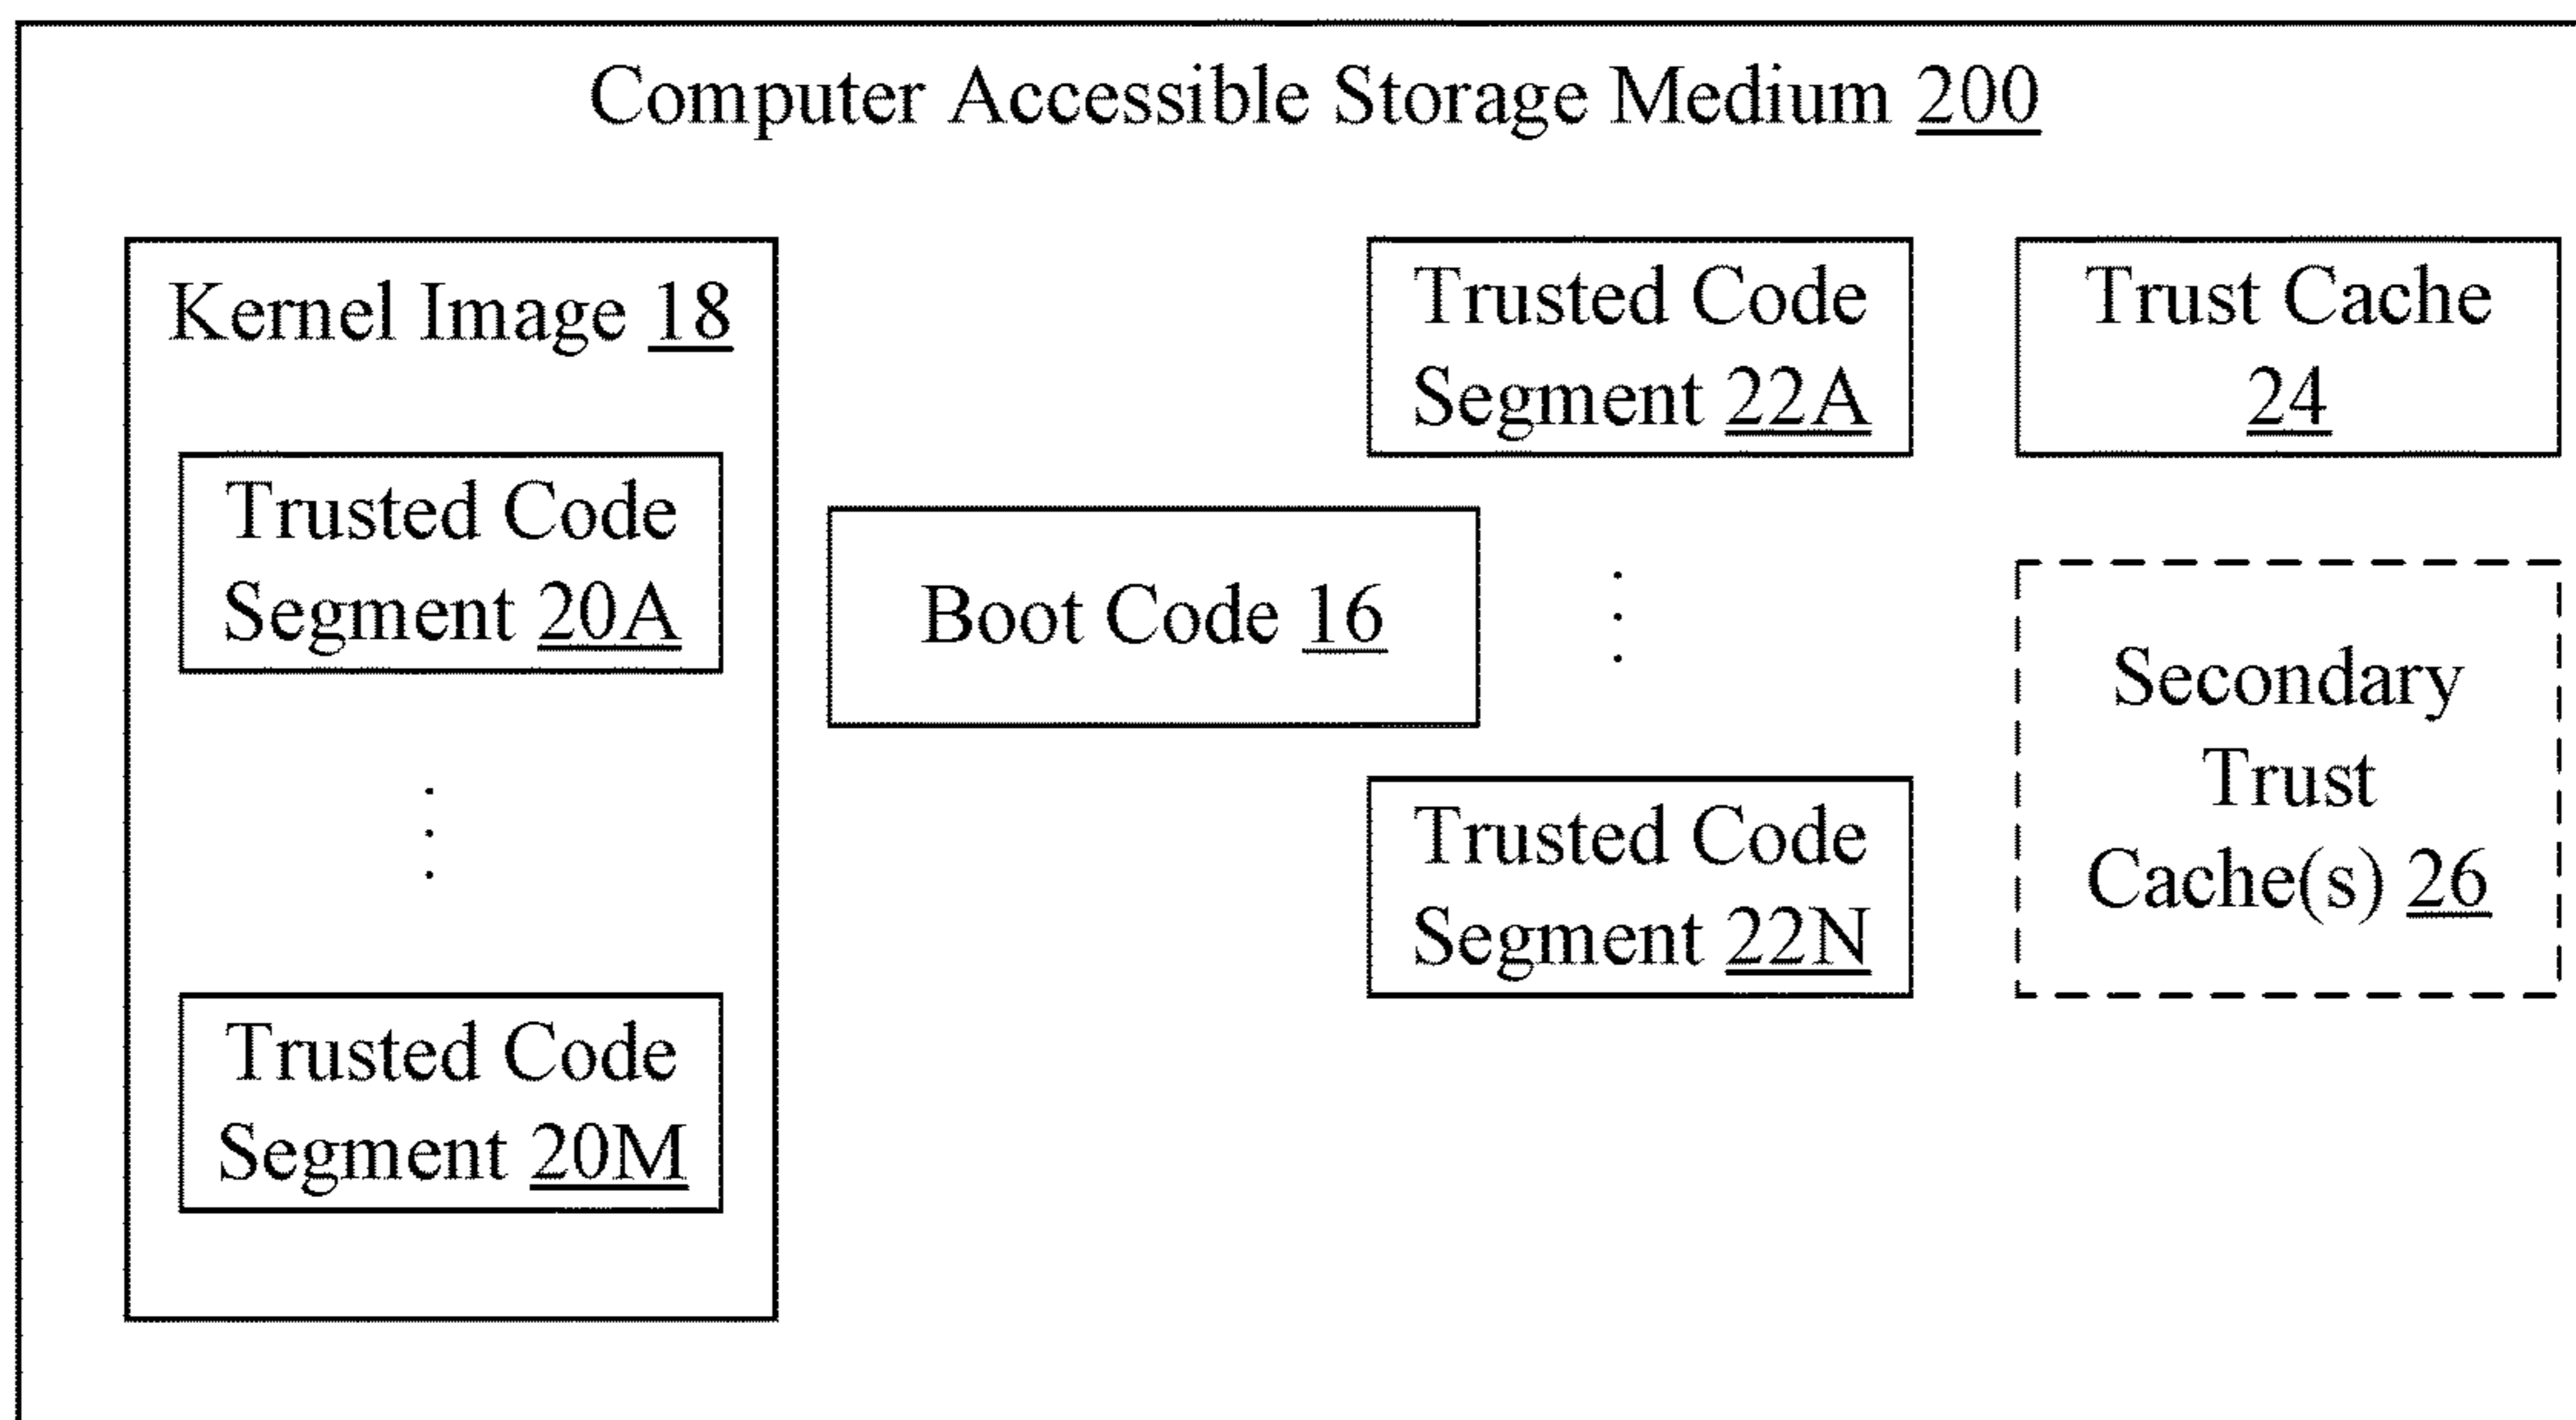 Computer Accessible Storage Medium 200
Kernel Image 18
Trusted Code
Segment 20A
Trusted Code
Segment 20M
Boot Code 16
Trusted Code
Segment 22A
Trusted Code
Segment 22N
Trust Cache
24
Secondary
Trust
Cache(s) 26